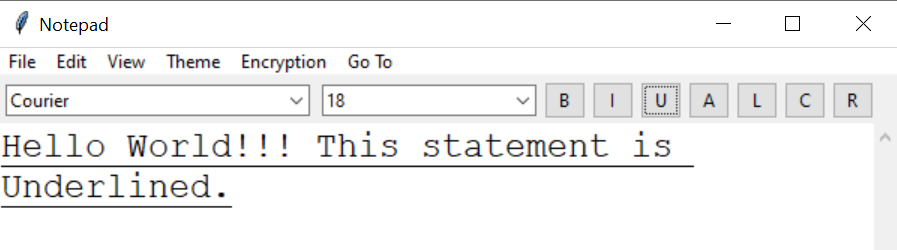 Notepad
File Edit View Theme Encryption Go To
Courier 18 B I U A L C R
Hello World!!! This statement is
Underlined.